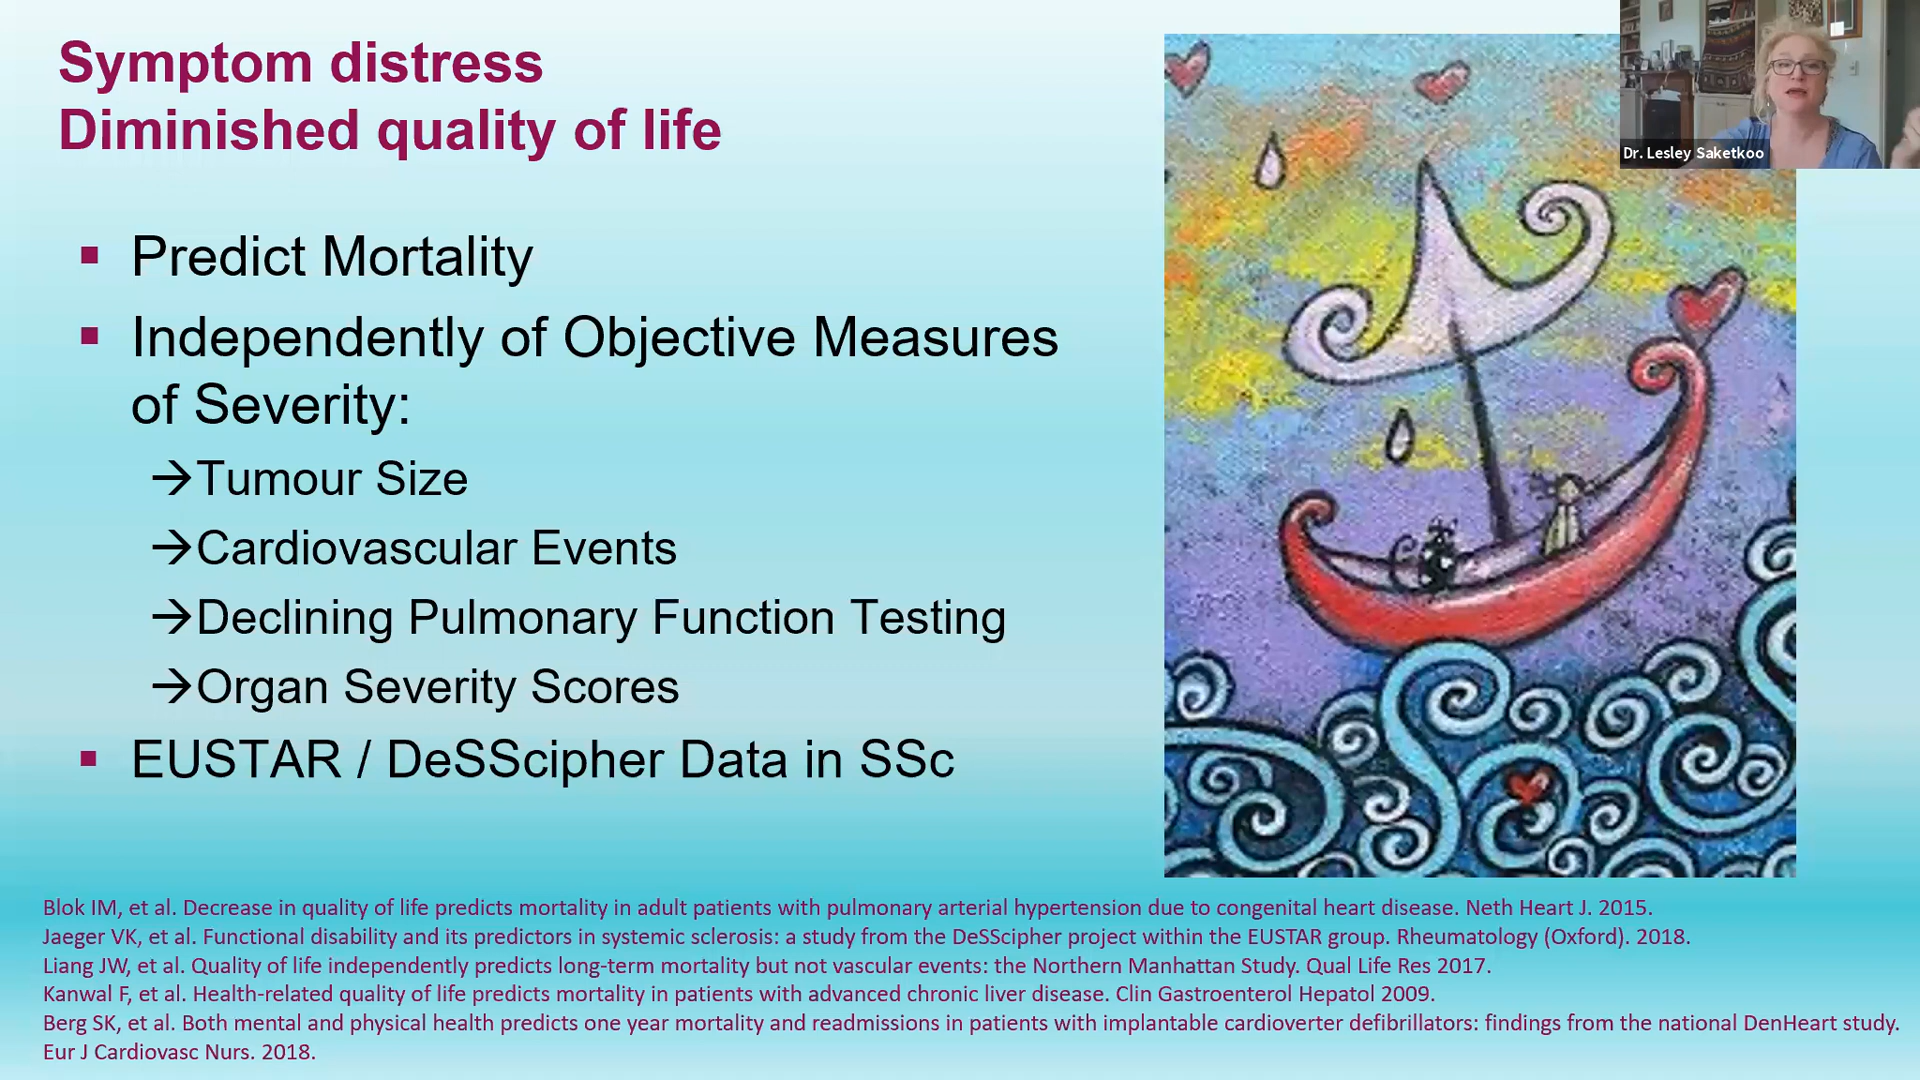 Symptom distress
Diminished quality of life
Dr. Lesley Saketkoo
▪ Predict Mortality
▪ Independently of Objective Measures
of Severity:
→Tumour Size
→Cardiovascular Events
→Declining Pulmonary Function Testing
→Organ Severity Scores
▪ EUSTAR / DeSScipher Data in SSc
Blok IM, et al. Decrease in quality of life predicts mortality in adult patients with pulmonary arterial hypertension due to congenital heart disease. Neth Heart J. 2015.
Jaeger VK, et al. Functional disability and its predictors in systemic sclerosis: a study from the DeSScipher project within the EUSTAR group. Rheumatology (Oxford). 2018.
Liang JW, et al. Quality of life independently predicts long-term mortality but not vascular events: the Northern Manhattan Study. Qual Life Res 2017.
Kanwal F, et al. Health-related quality of life predicts mortality in patients with advanced chronic liver disease. Clin Gastroenterol Hepatol 2009.
Berg SK, et al. Both mental and physical health predicts one year mortality and readmissions in patients with implantable cardioverter defibrillators: findings from the national DenHeart study.
Eur J Cardiovasc Nurs. 2018.